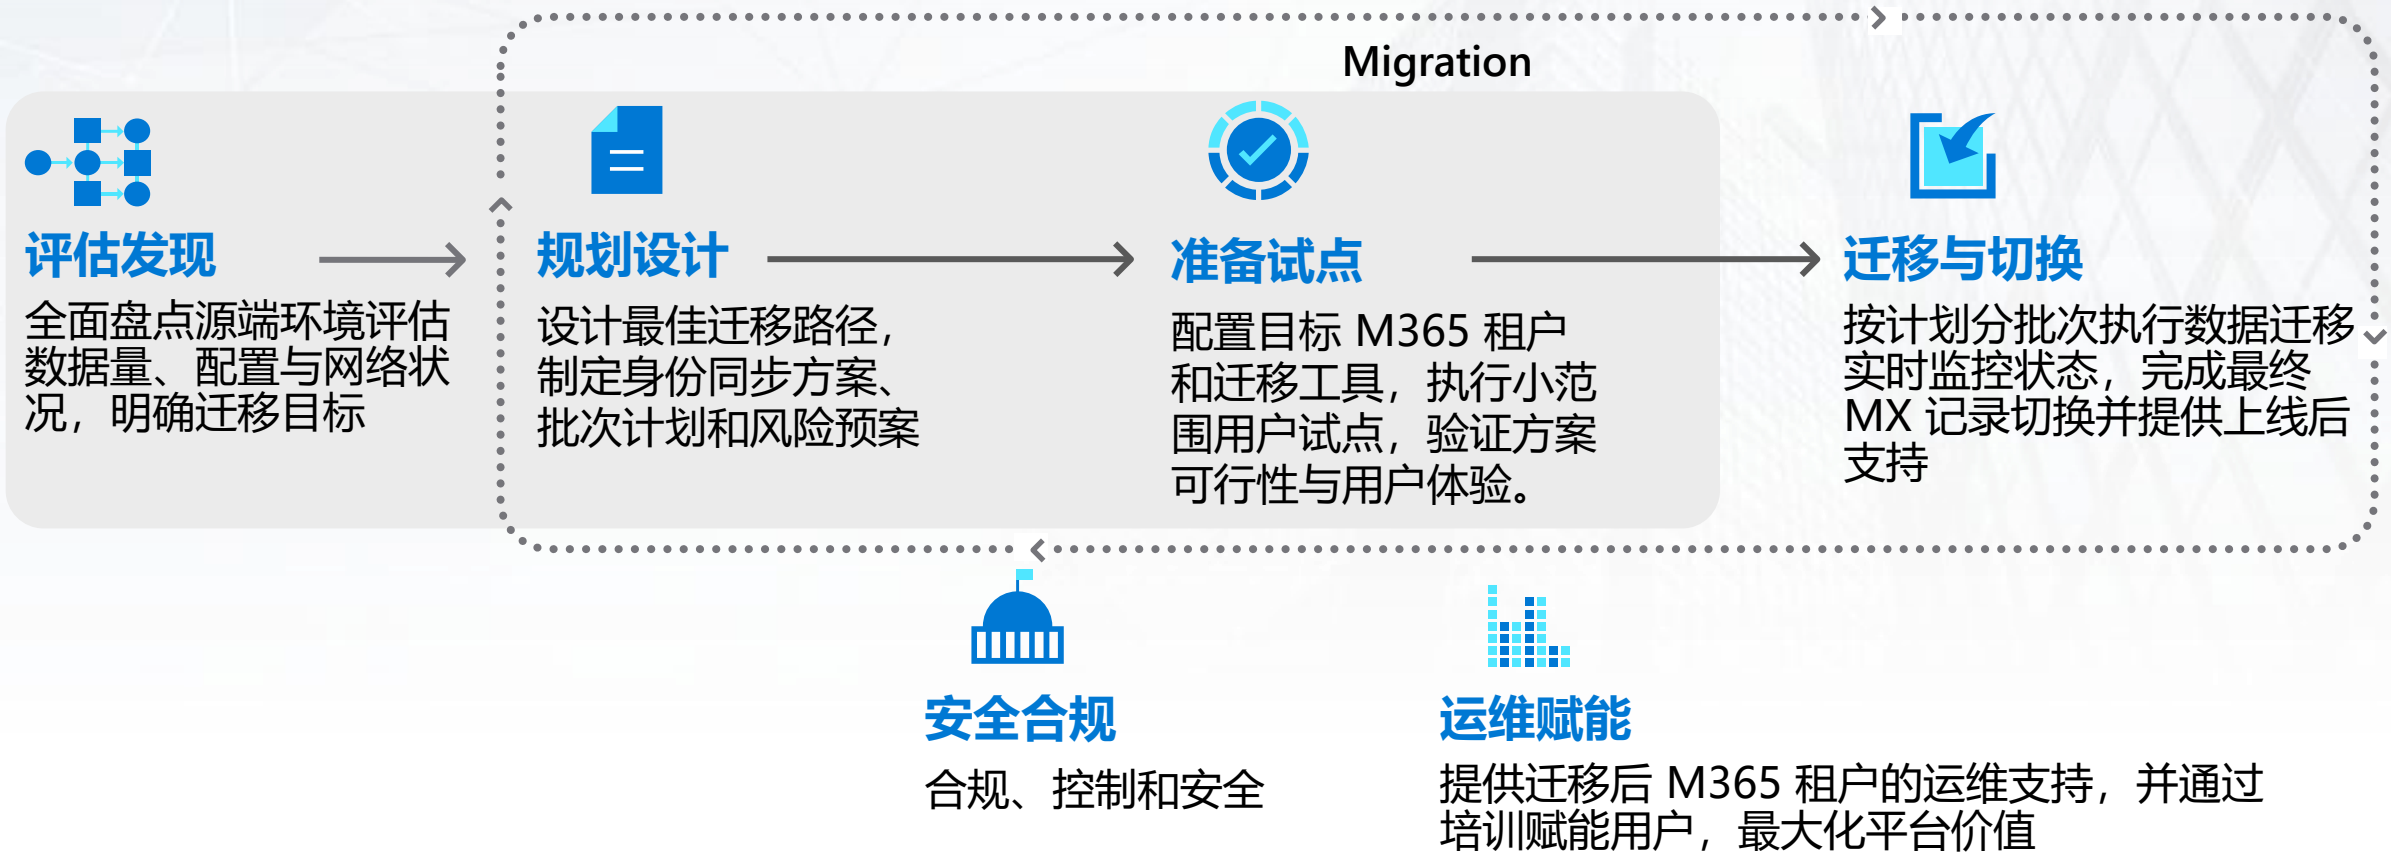 Migration
评估发现
全面盘点源端环境评估
数据量、配置与网络状
况，明确迁移目标
规划设计
设计最佳迁移路径，
制定身份同步方案、
批次计划和风险预案
准备试点
配置目标 M365 租户
和迁移工具，执行小范
围用户试点，验证方案
可行性与用户体验。
迁移与切换
按计划分批次执行数据迁移
实时监控状态，完成最终
MX 记录切换并提供上线后
支持
安全合规
合规、控制和安全
运维赋能
提供迁移后 M365 租户的运维支持，并通过
培训赋能用户，最大化平台价值